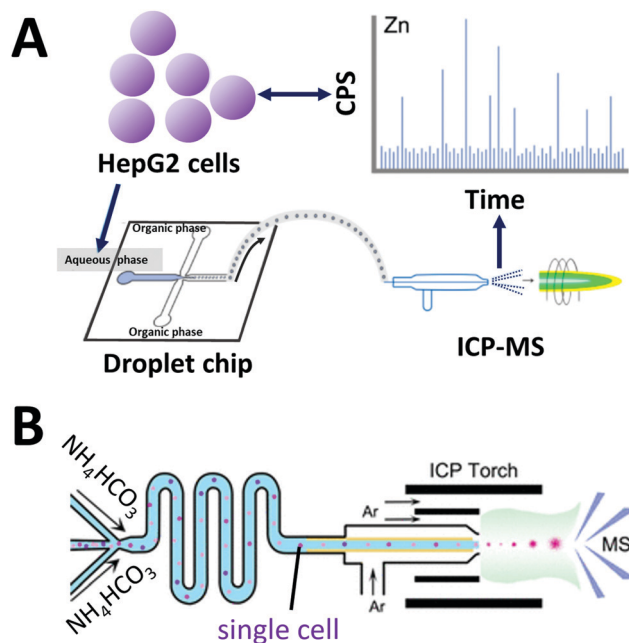 A
HepG2 cells
Zn
CPS
Time
Organic phase
Aqueous phase
Organic phase
Droplet chip
ICP-MS
B
NH4HCO3
NH4HCO3
ICP Torch
Ar
Ar
MS
single cell